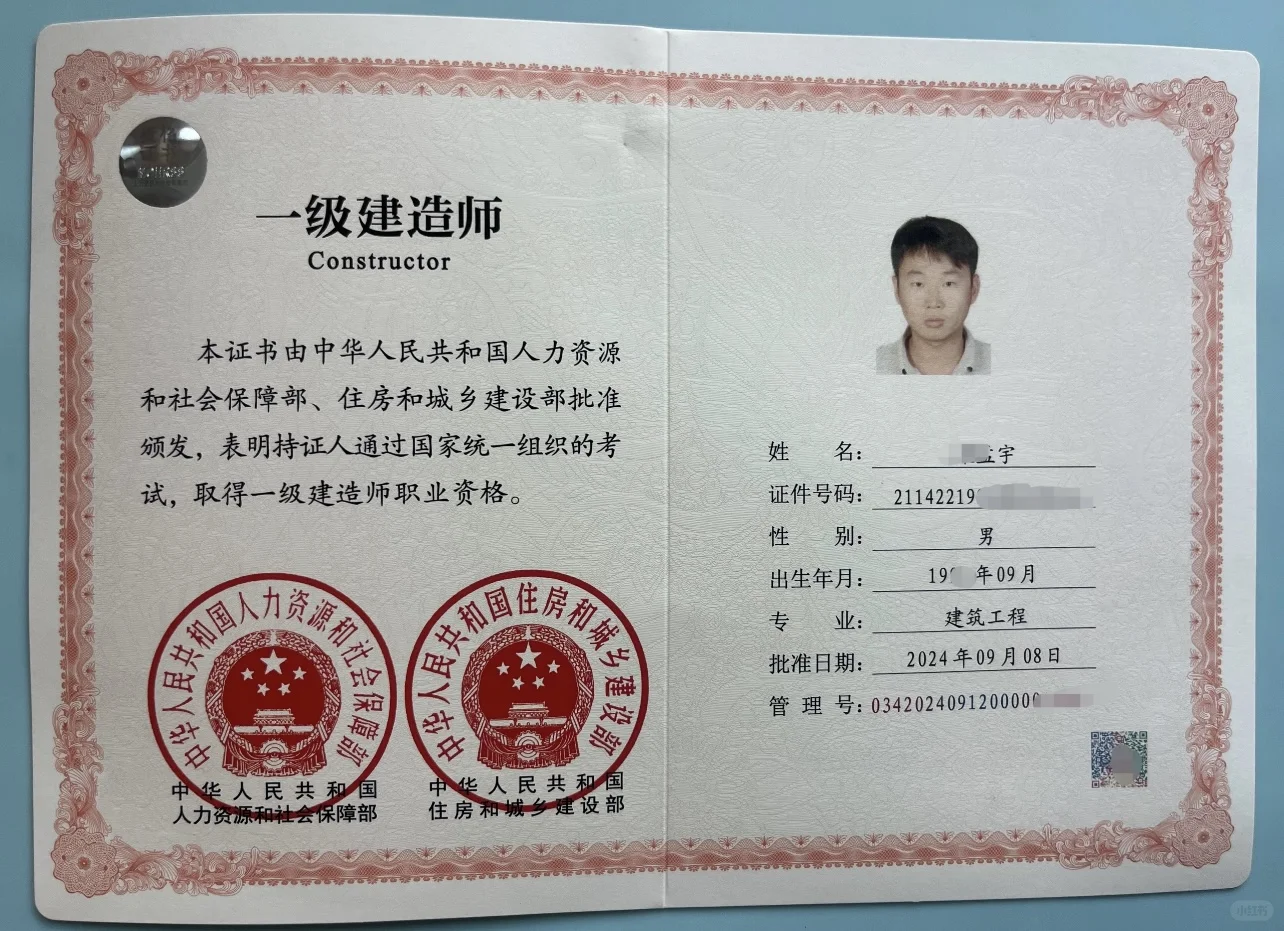 一级建造师
Constructor
本证书由中华人民共和国人力资源
和社会保障部、住房和城乡建设部批准
颁发，表明持证人通过国家统一组织的考
试，取得一级建造师职业资格。
中华人民共和国人力资源和社会保障部
中华人民共和国住房和城乡建设部
中华人民共和国
人力资源和社会保障部
中华人民共和国
住房和城乡建设部
姓名：宇
证件号码：21142219
性别：男
出生年月：19 年09月
专业：建筑工程
批准日期：2024年09月08日
管理号：034202409120000
小红书